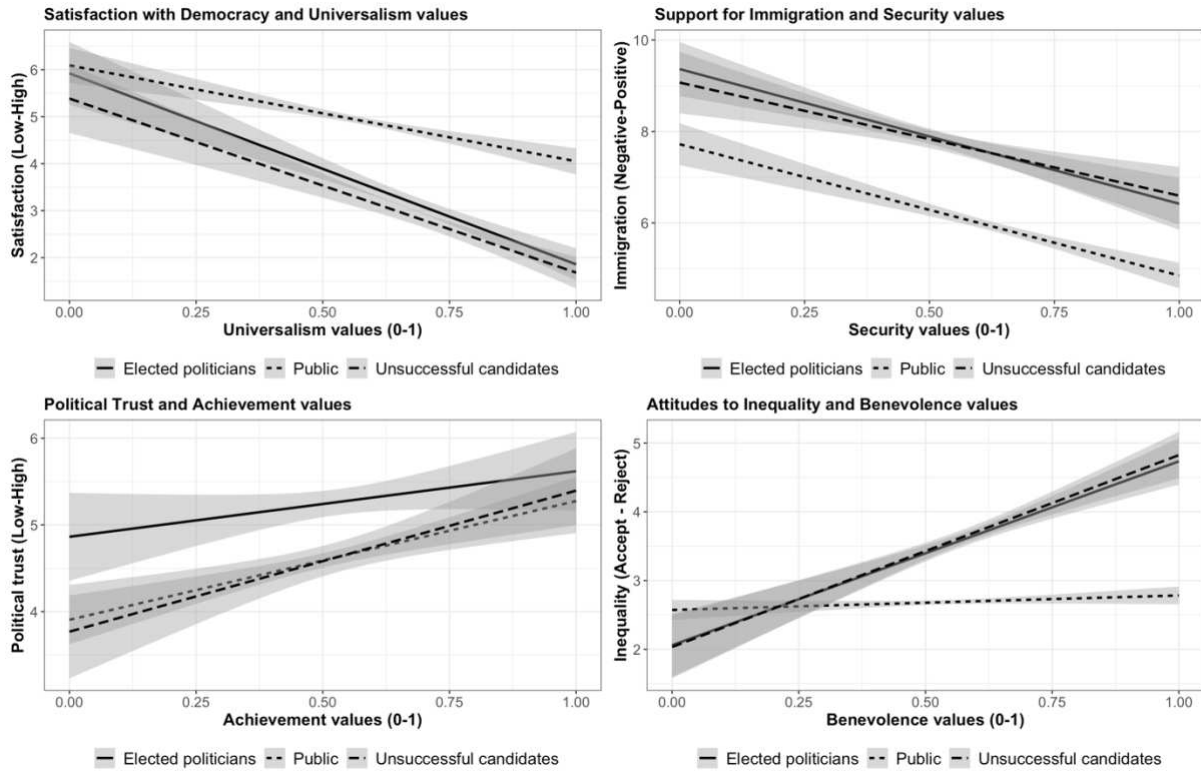 Satisfaction with Democracy and Universalism values
Satisfaction (Low-High)
6
5
4
3
2
0.00 0.25 0.50 0.75 1.00
Universalism values (0-1)
Elected politicians Public Unsuccessful candidates
Support for Immigration and Security values
Immigration (Negative-Positive)
10
8
6
0.00 0.25 0.50 0.75 1.00
Security values (0-1)
Elected politicians Public Unsuccessful candidates
Political Trust and Achievement values
Political trust (Low-High)
6
5
4
0.00 0.25 0.50 0.75 1.00
Achievement values (0-1)
Elected politicians Public Unsuccessful candidates
Attitudes to Inequality and Benevolence values
Inequality (Accept - Reject)
5
4
3
2
0.00 0.25 0.50 0.75 1.00
Benevolence values (0-1)
Elected politicians Public Unsuccessful candidates